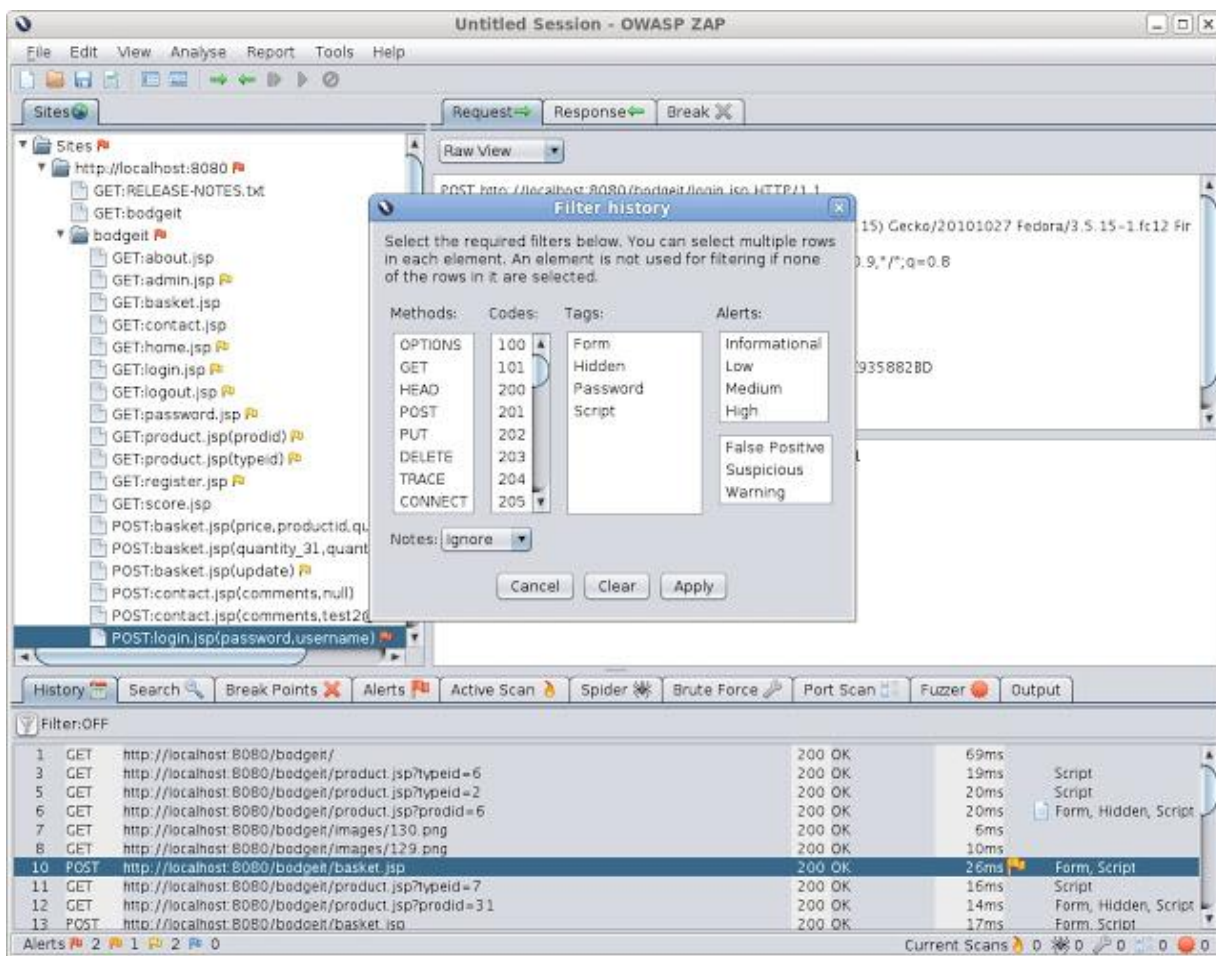 Untitled Session - OWASP ZAP
File Edit View Analyse Report Tools Help
Sites
Request Response Break
Sites
http://localhost:8080
GET:RELEASE-NOTES.txt
GET:bodgeit
bodgeit
GET:about.jsp
GET:admin.jsp
GET:basket.jsp
GET:contact.jsp
GET:home.jsp
GET:login.jsp
GET:logout.jsp
GET:password.jsp
GET:product.jsp(prodid)
GET:product.jsp(typeid)
GET:register.jsp
GET:score.jsp
POST:basket.jsp(price,productid,qu
POST:basket.jsp(quantity_31,quant
POST:basket.jsp(update)
POST:contact.jsp(comments,null)
POST:contact.jsp(comments,test2@
POST:login.jsp(password,username)
Raw View
POST http://localhost:8080/bodgeit/login.jsp HTTP/1.1
.15) Gecko/20101027 Fedora/3.5.15-1.fc12 Fir
0.9,*/*;q=0.8
935882BD
Filter history
Select the required filters below. You can select multiple rows
in each element. An element is not used for filtering if none
of the rows in it are selected.
Methods: Codes: Tags: Alerts:
OPTIONS 100 Form Informational
GET 101 Hidden Low
HEAD 200 Password Medium
POST 201 Script High
PUT 202
DELETE 203 False Positive
TRACE 204 Suspicious
CONNECT 205 Warning
Notes: Ignore
Cancel Clear Apply
History Search Break Points Alerts Active Scan Spider Brute Force Port Scan Fuzzer Output
Filter:OFF
1 GET http://localhost:8080/bodgeit/ 200 OK 69ms
3 GET http://localhost:8080/bodgeit/product.jsp?typeid=6 200 OK 19ms Script
5 GET http://localhost:8080/bodgeit/product.jsp?typeid=2 200 OK 20ms Script
6 GET http://localhost:8080/bodgeit/product.jsp?prodid=6 200 OK 20ms Form, Hidden, Script
7 GET http://localhost:8080/bodgeit/images/130.png 200 OK 6ms
8 GET http://localhost:8080/bodgeit/images/129.png 200 OK 10ms
10 POST http://localhost:8080/bodgeit/basket.jsp 200 OK 26ms Form, Script
11 GET http://localhost:8080/bodgeit/product.jsp?typeid=7 200 OK 16ms Script
12 GET http://localhost:8080/bodgeit/product.jsp?prodid=31 200 OK 14ms Form, Hidden, Script
13 POST http://localhost:8080/bodgeit/basket.jsp 200 OK 17ms Form, Script
Alerts 2 1 2 0 Current Scans 0 0 0 0 0